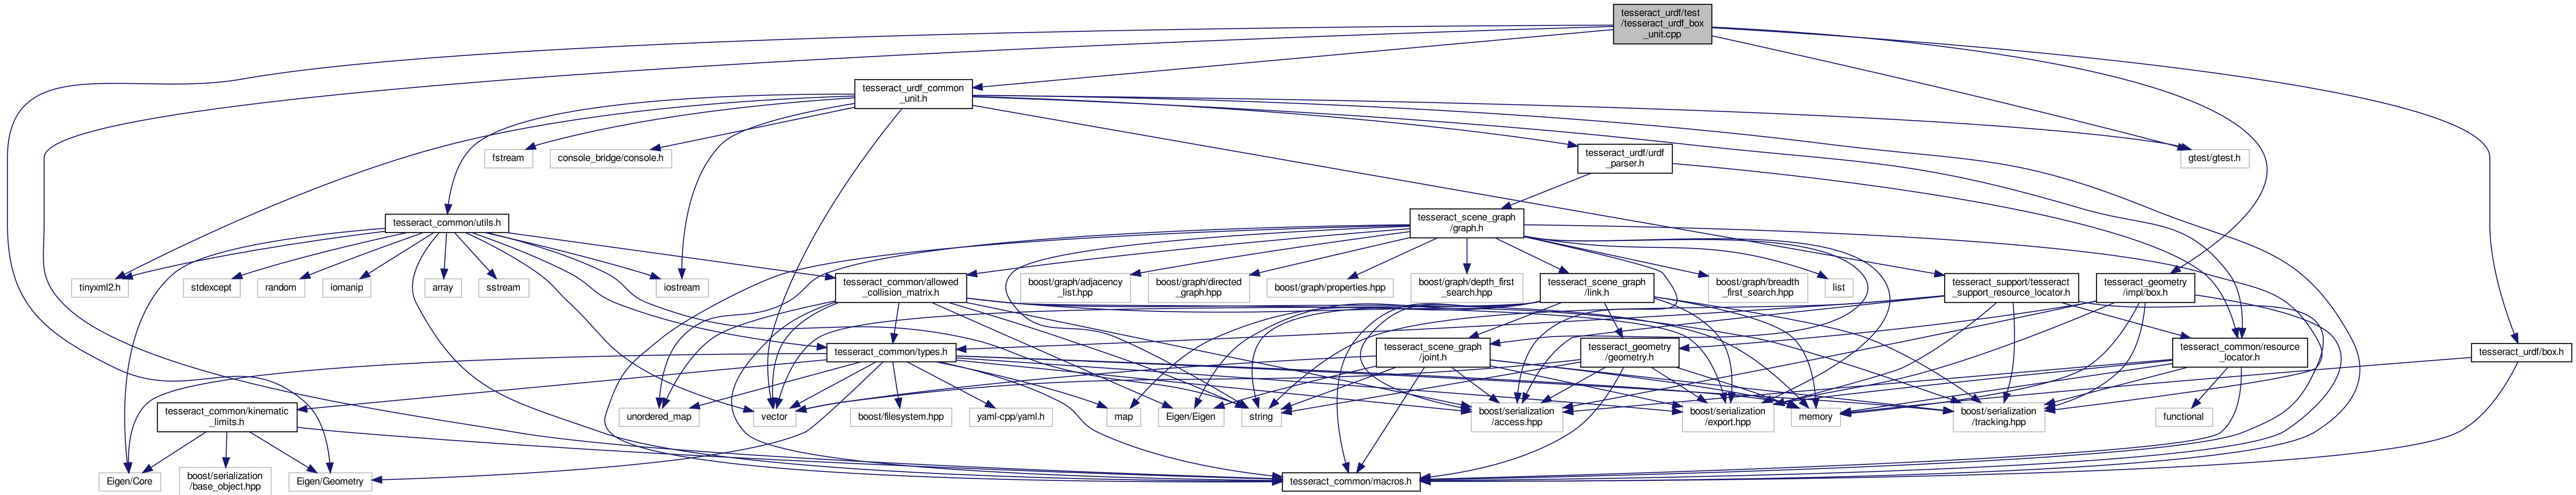 tesseract_urdf/test
/tesseract_urdf_box
_unit.cpp
tesseract_urdf_common
_unit.h
fstream
console_bridge/console.h
tesseract_urdf/urdf
_parser.h
gtest/gtest.h
tesseract_common/utils.h
tesseract_scene_graph
/graph.h
tinyxml2.h
stdexcept
random
iomanip
array
sstream
iostream
tesseract_common/allowed
_collision_matrix.h
boost/graph/adjacency
_list.hpp
boost/graph/directed
_graph.hpp
boost/graph/properties.hpp
boost/graph/depth_first
_search.hpp
tesseract_scene_graph
/link.h
boost/graph/breadth
_first_search.hpp
list
tesseract_support/tesseract
_support_resource_locator.h
tesseract_geometry
/impl/box.h
tesseract_common/types.h
tesseract_scene_graph
/joint.h
tesseract_geometry
/geometry.h
tesseract_common/resource
_locator.h
tesseract_urdf/box.h
tesseract_common/kinematic
_limits.h
unordered_map
vector
boost/filesystem.hpp
yaml-cpp/yaml.h
map
Eigen/Eigen
string
boost/serialization
/access.hpp
boost/serialization
/export.hpp
memory
boost/serialization
/tracking.hpp
functional
Eigen/Core
boost/serialization
/base_object.hpp
Eigen/Geometry
tesseract_common/macros.h